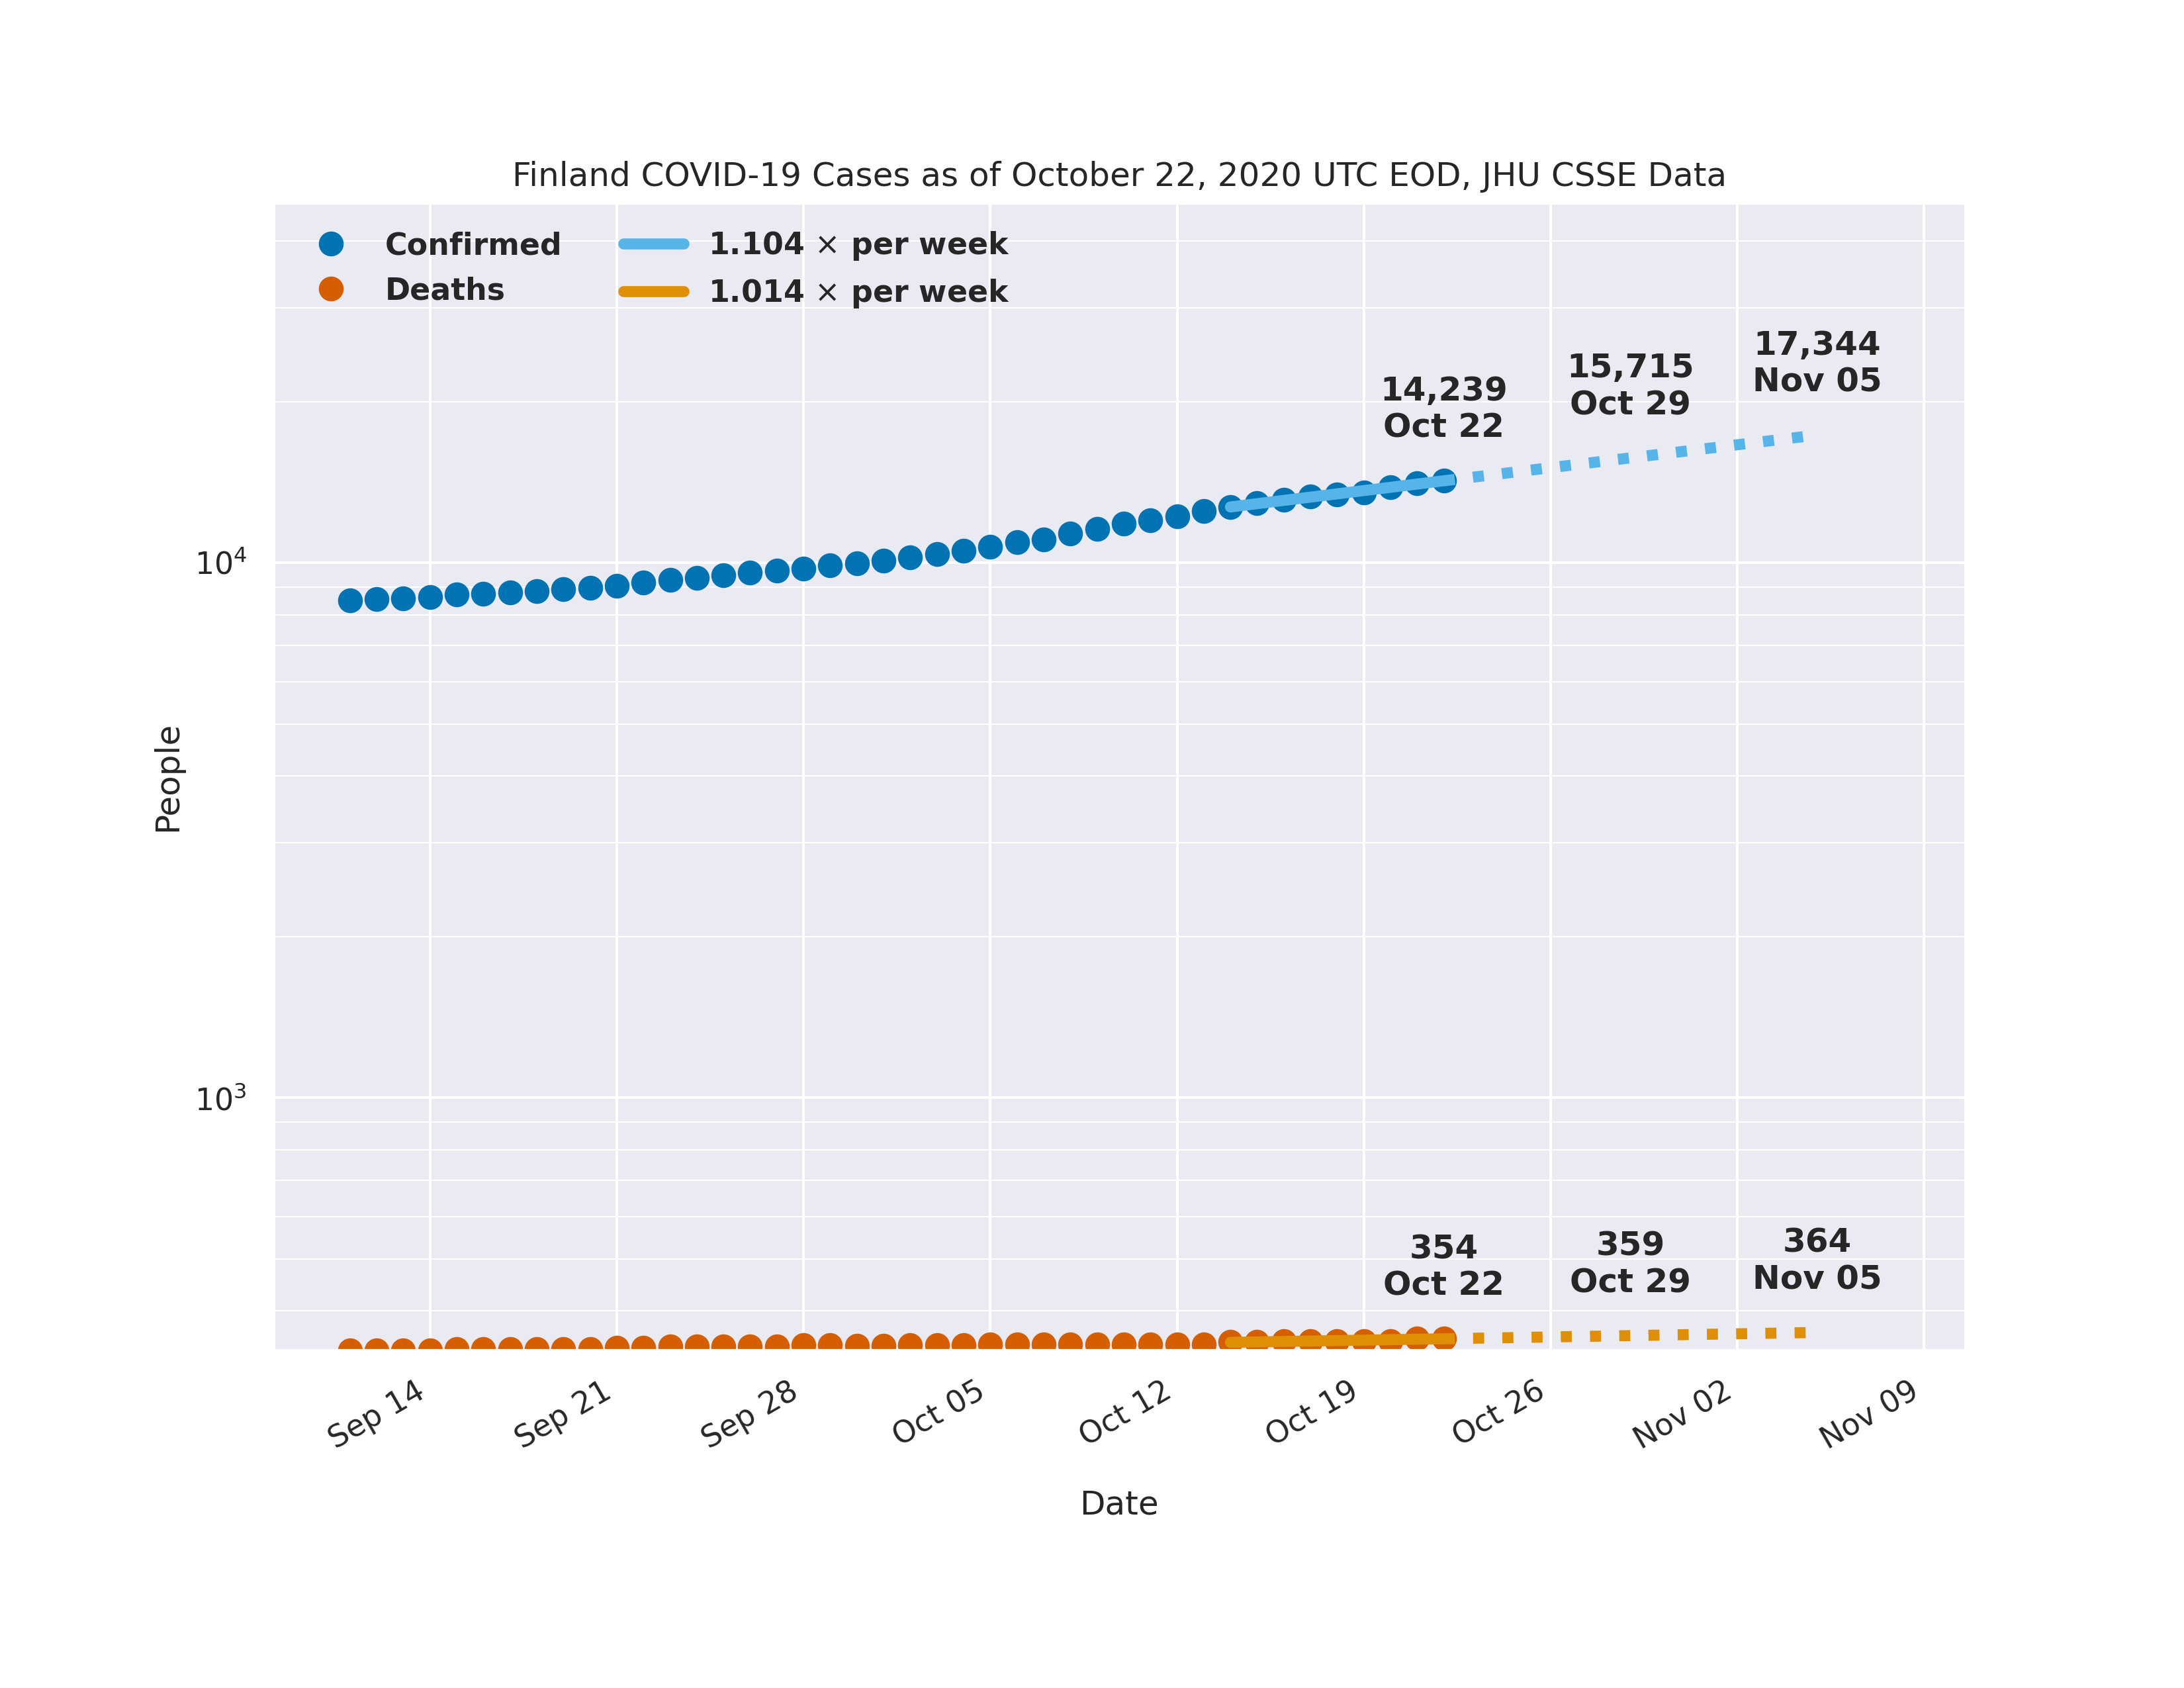 Finland COVID-19 Cases as of October 22, 2020 UTC EOD, JHU CSSE Data
Confirmed
Deaths
1.104 × per week
1.014 × per week
14,239
Oct 22
15,715
Oct 29
17,344
Nov 05
10⁴
People
10³
354
Oct 22
359
Oct 29
364
Nov 05
Sep 14
Sep 21
Sep 28
Oct 05
Oct 12
Oct 19
Oct 26
Nov 02
Nov 09
Date